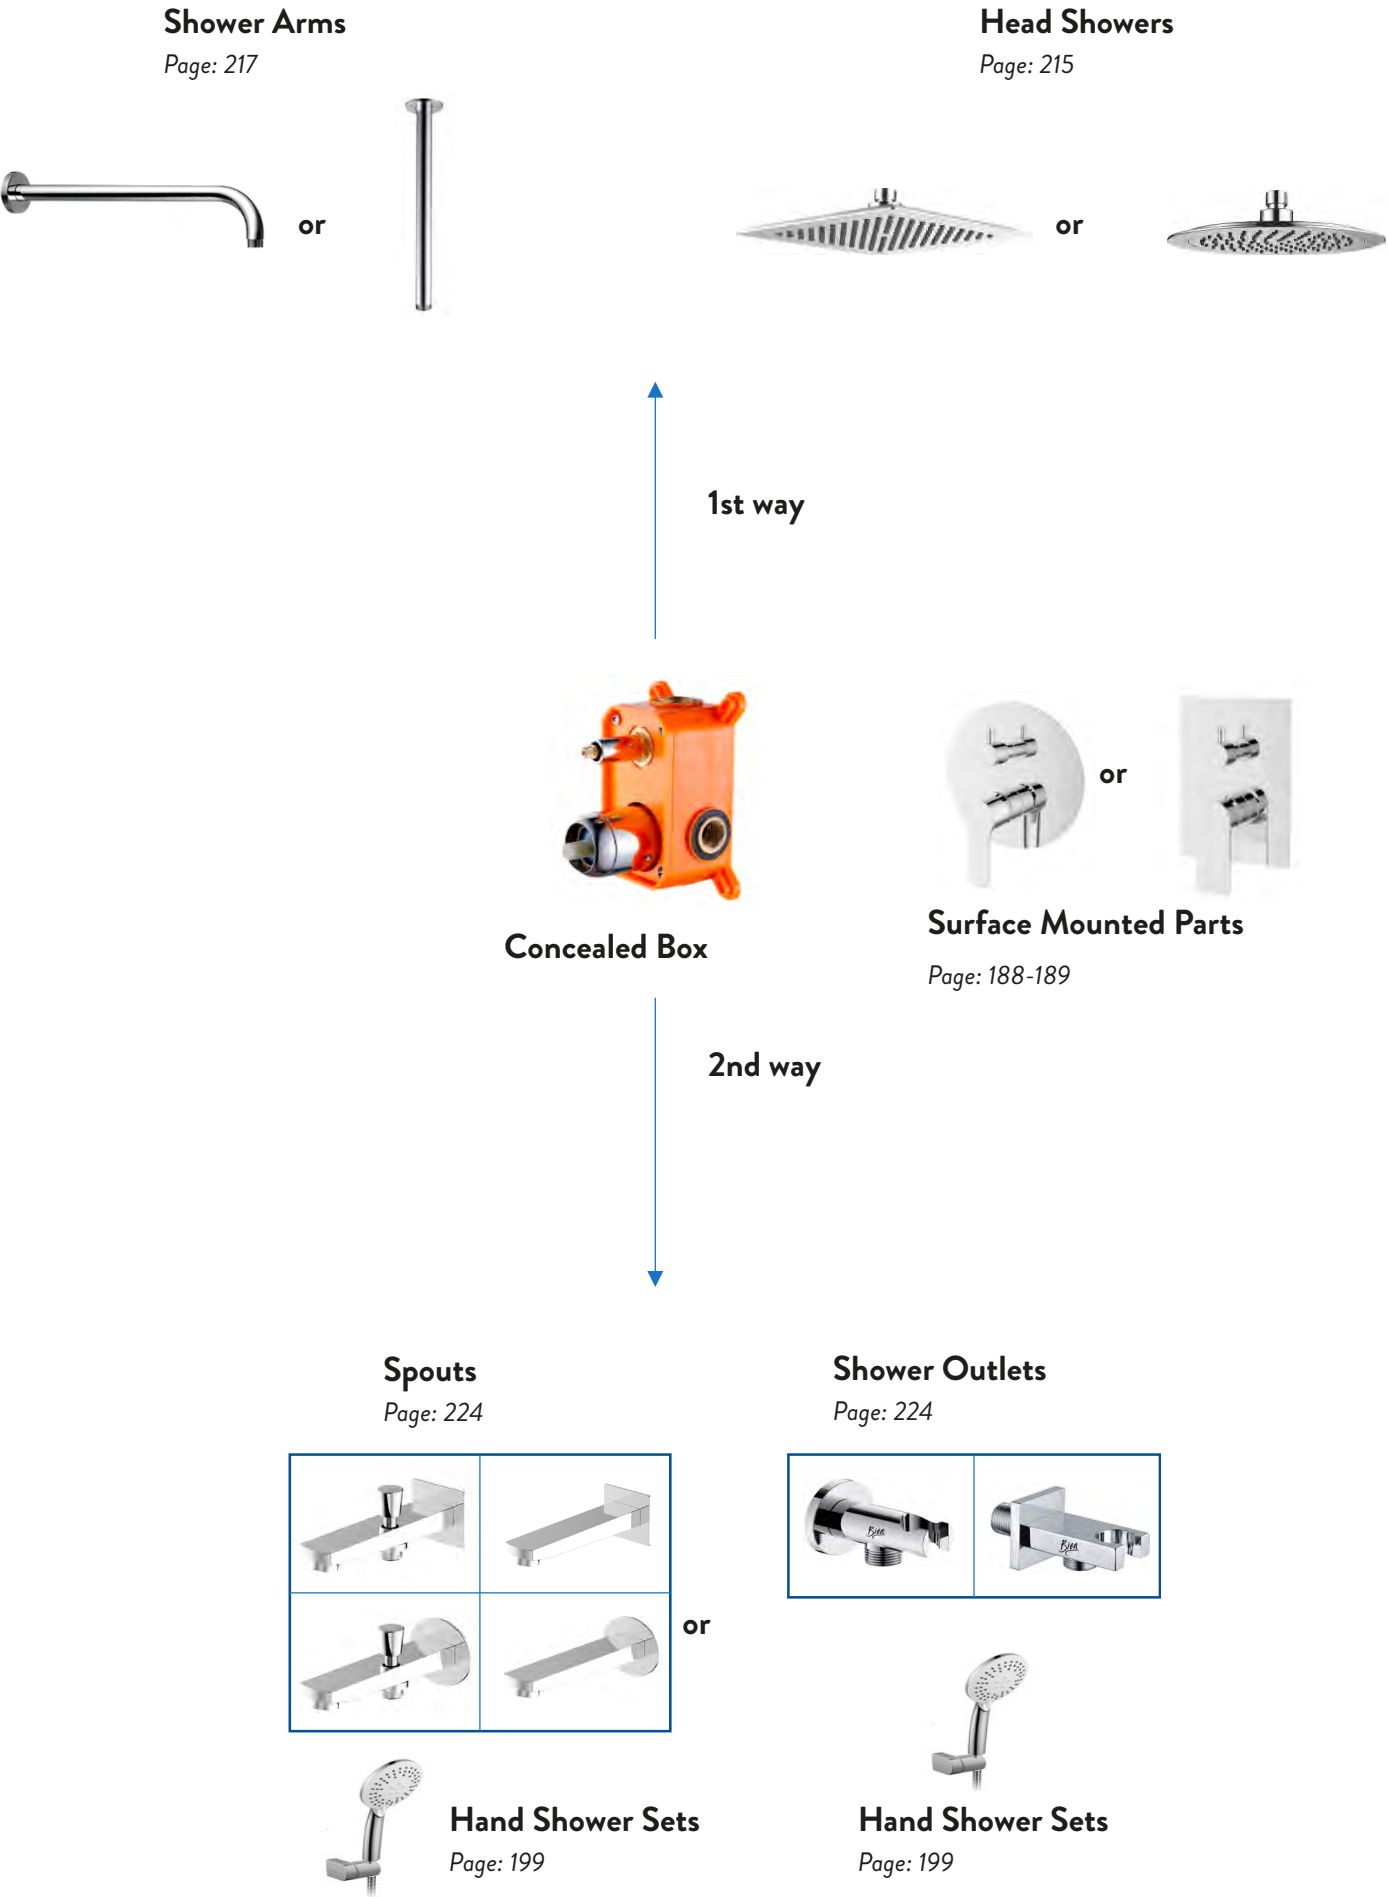 Shower Arms
Page: 217
Head Showers
Page: 215
or
or
1st way
or
Concealed Box
Surface Mounted Parts
Page: 188-189
2nd way
Spouts
Page: 224
Shower Outlets
Page: 224
Bien
Bien
or
Hand Shower Sets
Page: 199
Hand Shower Sets
Page: 199